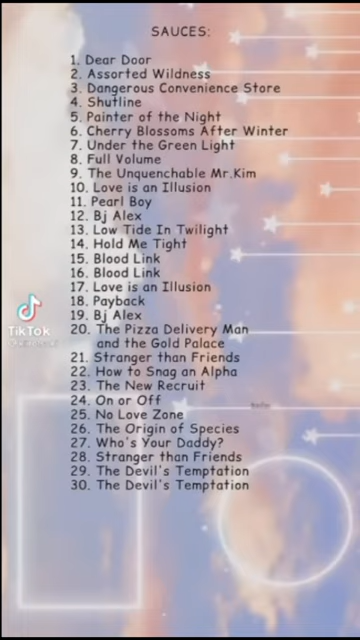 SAUCES:
1. Dear Door
2. Assorted Wildness
3. Dangerous Convenience Store
4. Shutline
5. Painter of the Night
6. Cherry Blossoms After Winter
7. Under the Green Light
8. Full Volume
9. The Unquenchable Mr.Kim
10. Love is an Illusion
11. Pearl Boy
12. Bj Alex
13. Low Tide In Twilight
14. Hold Me Tight
15. Blood Link
16. Blood Link
17. Love is an Illusion
18. Payback
19. Bj Alex
20. The Pizza Delivery Man
and the Gold Palace
21. Stranger than Friends
22. How to Snag an Alpha
23. The New Recruit
24. On or Off
25. No Love Zone
26. The Origin of Species
27. Who's Your Daddy?
28. Stranger than Friends
29. The Devil's Temptation
30. The Devil's Temptation
TikTok